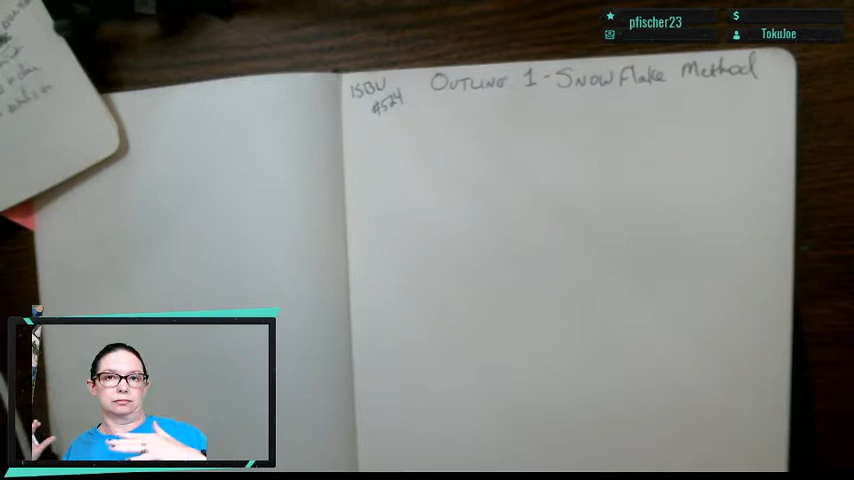 ISBU
#524
OUTLINE 1 - SNOWFlake Method
pfischer23
$
TokuJoe